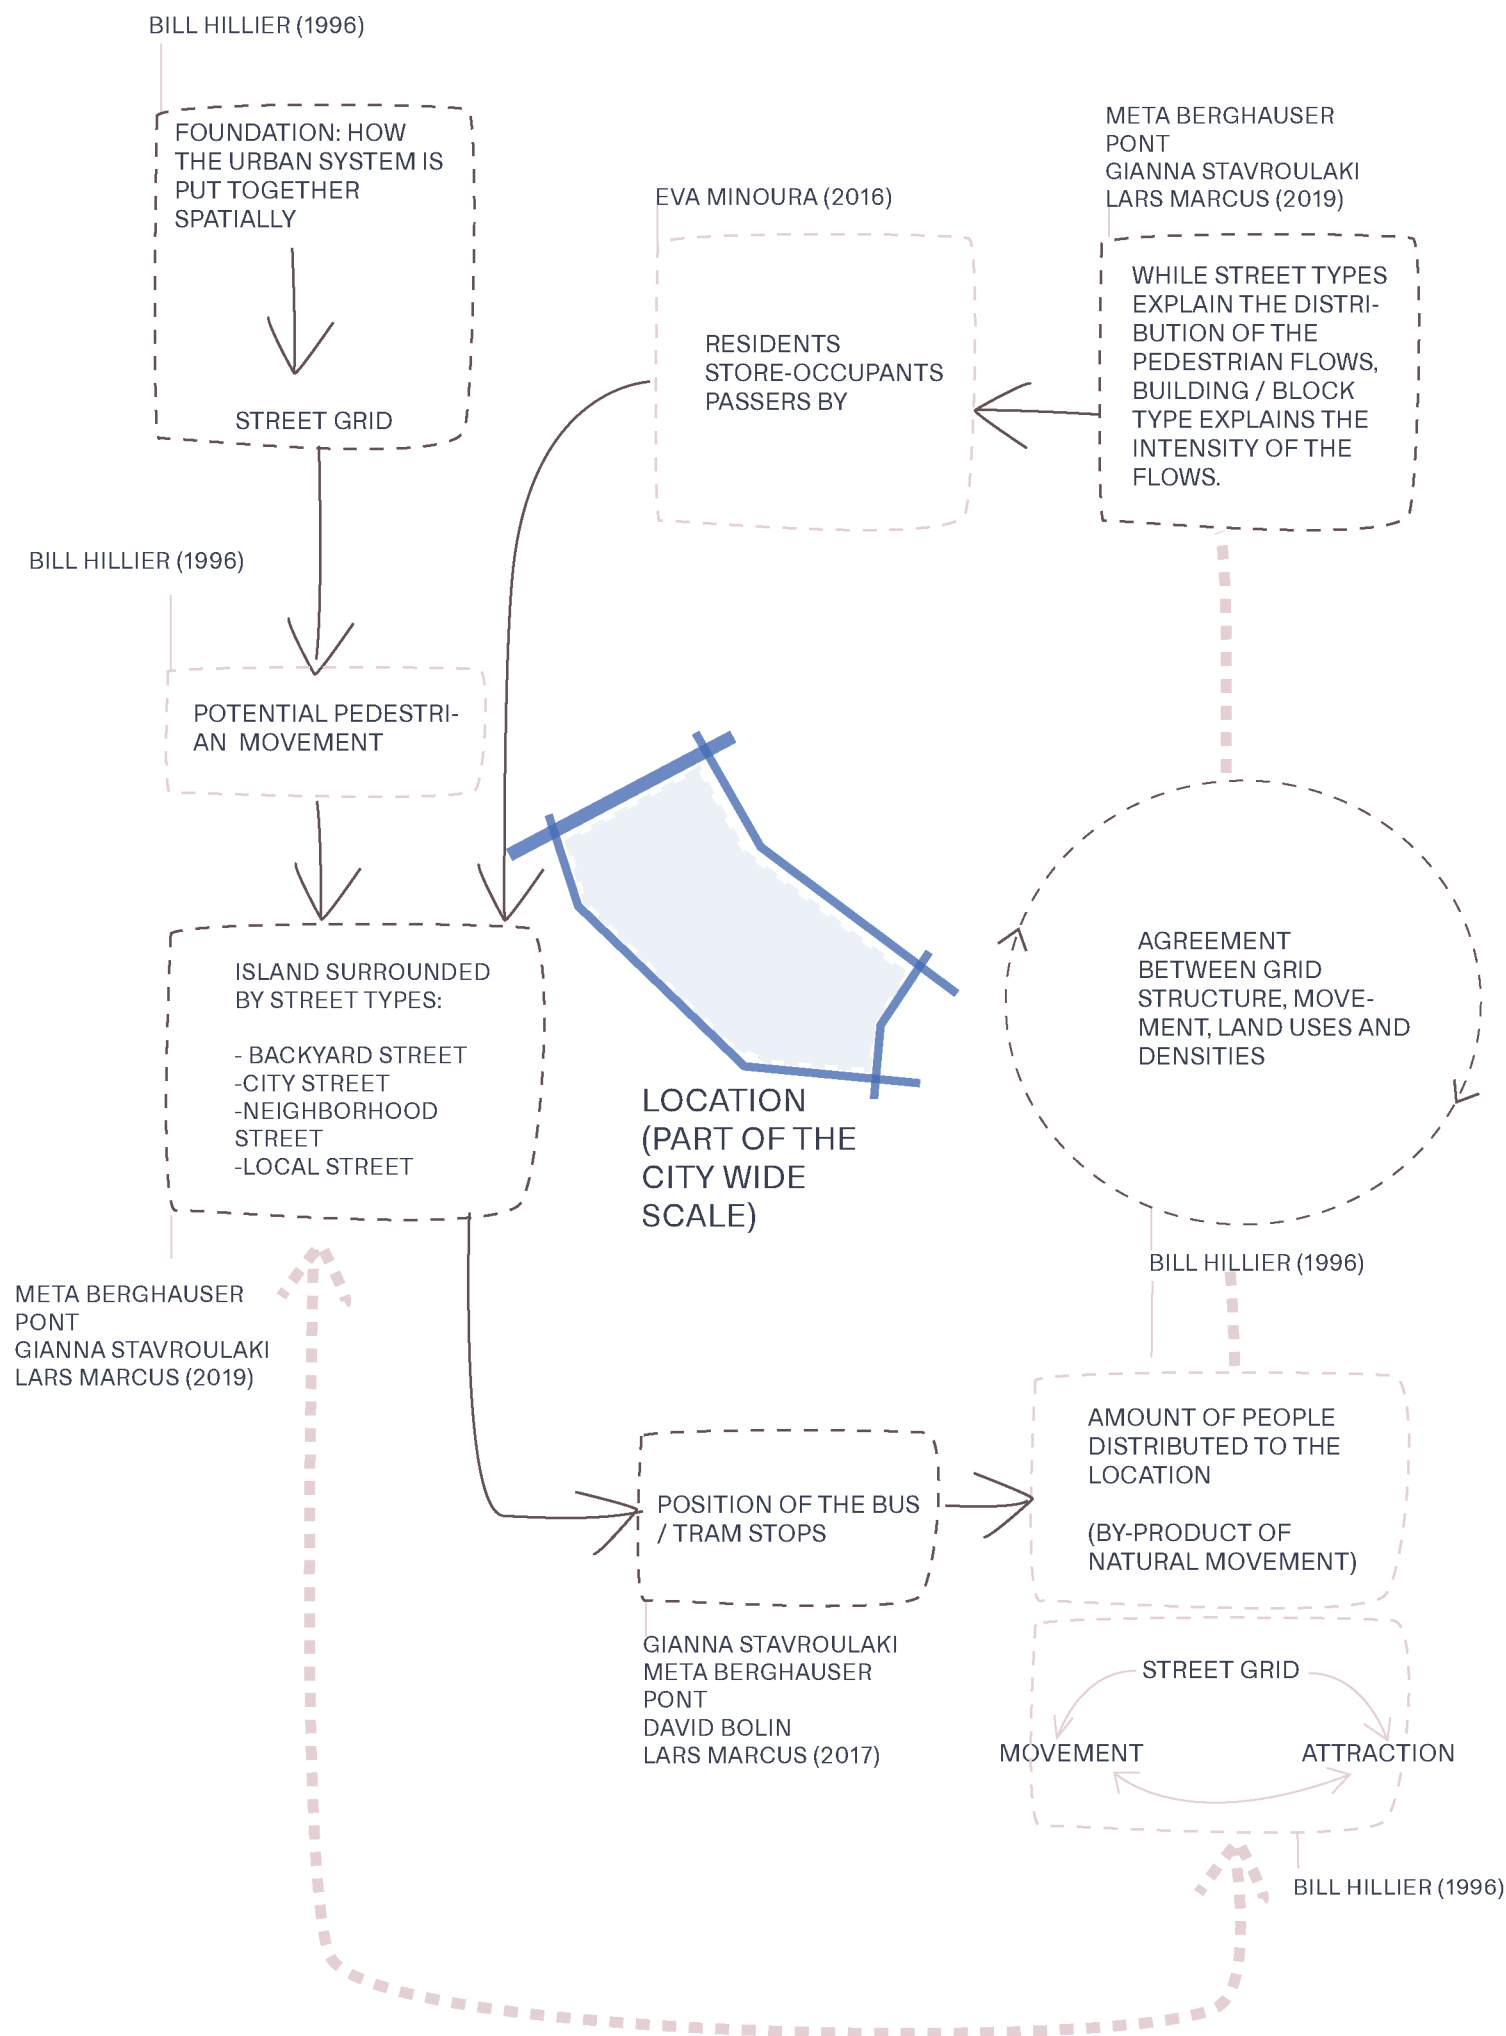 BILL HILLIER (1996)
FOUNDATION: HOW
THE URBAN SYSTEM IS
PUT TOGETHER
SPATIALLY
STREET GRID
META BERGHAUSER
PONT
GIANNA STAVROULAKI
LARS MARCUS (2019)
EVA MINOURA (2016)
WHILE STREET TYPES
EXPLAIN THE DISTRI-
BUTION OF THE
PEDESTRIAN FLOWS,
BUILDING / BLOCK
TYPE EXPLAINS THE
INTENSITY OF THE
FLOWS.
RESIDENTS
STORE-OCCUPANTS
PASSERS BY
BILL HILLIER (1996)
POTENTIAL PEDESTRI-
AN MOVEMENT
ISLAND SURROUNDED
BY STREET TYPES:
- BACKYARD STREET
-CITY STREET
-NEIGHBORHOOD
STREET
-LOCAL STREET
META BERGHAUSER
PONT
GIANNA STAVROULAKI
LARS MARCUS (2019)
LOCATION
(PART OF THE
CITY WIDE
SCALE)
AGREEMENT
BETWEEN GRID
STRUCTURE, MOVE-
MENT, LAND USES AND
DENSITIES
BILL HILLIER (1996)
POSITION OF THE BUS
/ TRAM STOPS
GIANNA STAVROULAKI
META BERGHAUSER
PONT
DAVID BOLIN
LARS MARCUS (2017)
AMOUNT OF PEOPLE
DISTRIBUTED TO THE
LOCATION
(BY-PRODUCT OF
NATURAL MOVEMENT)
STREET GRID
MOVEMENT
ATTRACTION
BILL HILLIER (1996)